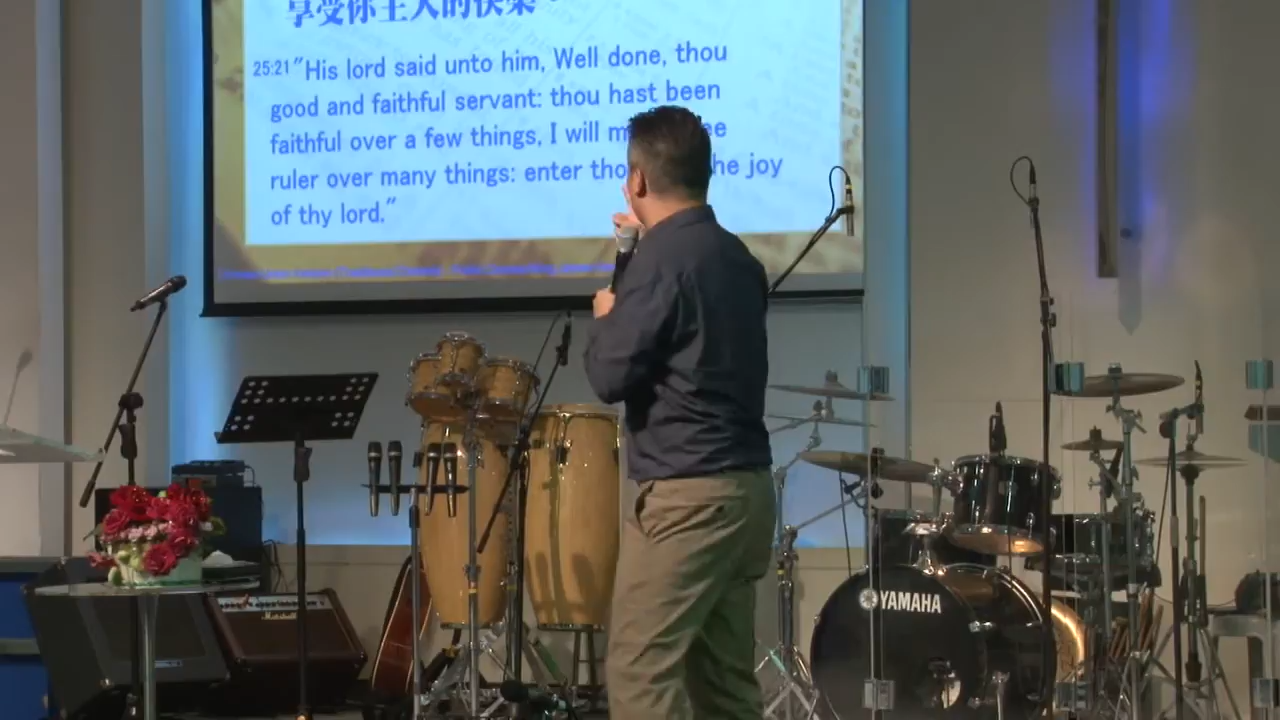 享受你主人的快樂。
25:21 "His lord said unto him, Well done, thou
good and faithful servant: thou hast been
faithful over a few things, I will
ruler over many things: enter joy
of thy lord."
YAMAHA